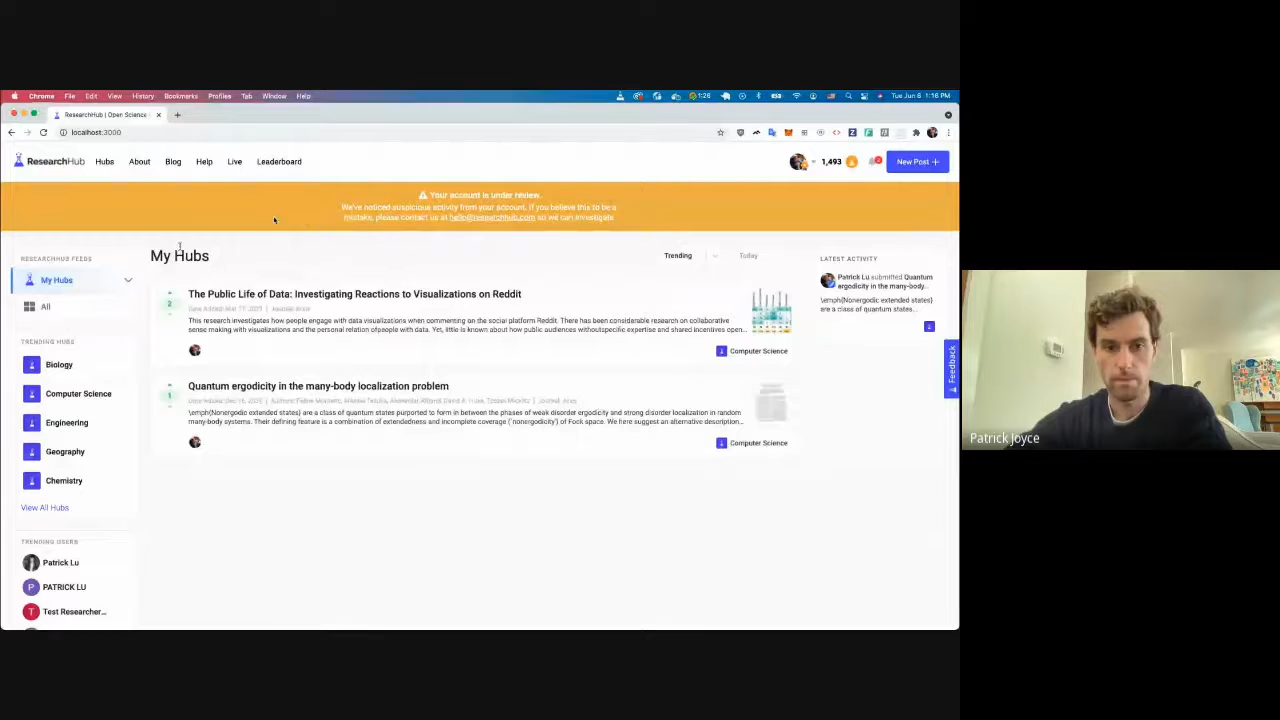 Chrome File Edit View History Bookmarks Profiles Tab Window Help
1:26
Tue Jun 8 1:16 PM
ResearchHub | Open Science
localhost:3000
ResearchHub
Hubs
About
Blog
Help
Live
Leaderboard
1,493
New Post +
Your account is under review.
We've noticed suspicious activity from your account. If you believe this to be a
mistake, please contact us at hello@researchhub.com so we can investigate.
RESEARCHHUB FEEDS
My Hubs
All
TRENDING HUBS
Biology
Computer Science
Engineering
Geography
Chemistry
View All Hubs
TRENDING USERS
Patrick Lu
P PATRICK LU
T Test Researcher...
My Hubs
Trending
Today
2
The Public Life of Data: Investigating Reactions to Visualizations on Reddit
This research investigates how people engage with data visualizations when commenting on the social platform Reddit. There has been considerable research on collaborative
sense making with visualizations and the personal relation ofpeople with data. Yet, little is known about how public audiences withoutspecific expertise and shared incentives open...
Computer Science
1
Quantum ergodicity in the many-body localization problem
\emph{Nonergodic extended states} are a class of quantum states purported to form in between the phases of weak disorder ergodicity and strong disorder localization in random
many-body systems. Their defining feature is a combination of extendedness and incomplete coverage ('nonergodicity') of Fock space. We here suggest an alternative description...
Computer Science
LATEST ACTIVITY
Patrick Lu submitted Quantum
ergodicity in the many-body...
\emph{Nonergodic extended states}
are a class of quantum states...
Feedback
Patrick Joyce